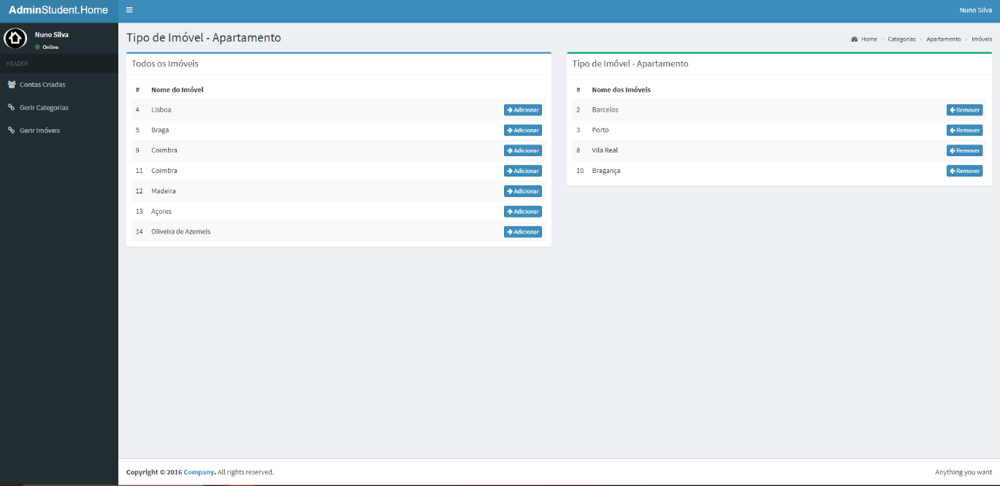 AdminStudent.Home
Nuno Silva
Nuno Silva
Online
HEADER
Contas Criadas
Gerir Categorias
Gerir Imóveis
Tipo de Imóvel - Apartamento
Home > Categorias > Apartamento > Imóveis
Todos os Imóveis
# Nome do Imóvel
4 Lisboa Adicionar
5 Braga Adicionar
9 Coimbra Adicionar
11 Coimbra Adicionar
12 Madeira Adicionar
13 Açores Adicionar
14 Oliveira de Azemeis Adicionar
Tipo de Imóvel - Apartamento
# Nome dos Imóveis
2 Barcelos Remover
3 Porto Remover
8 Vila Real Remover
10 Bragança Remover
Copyright © 2016 Company. All rights reserved.
Anything you want